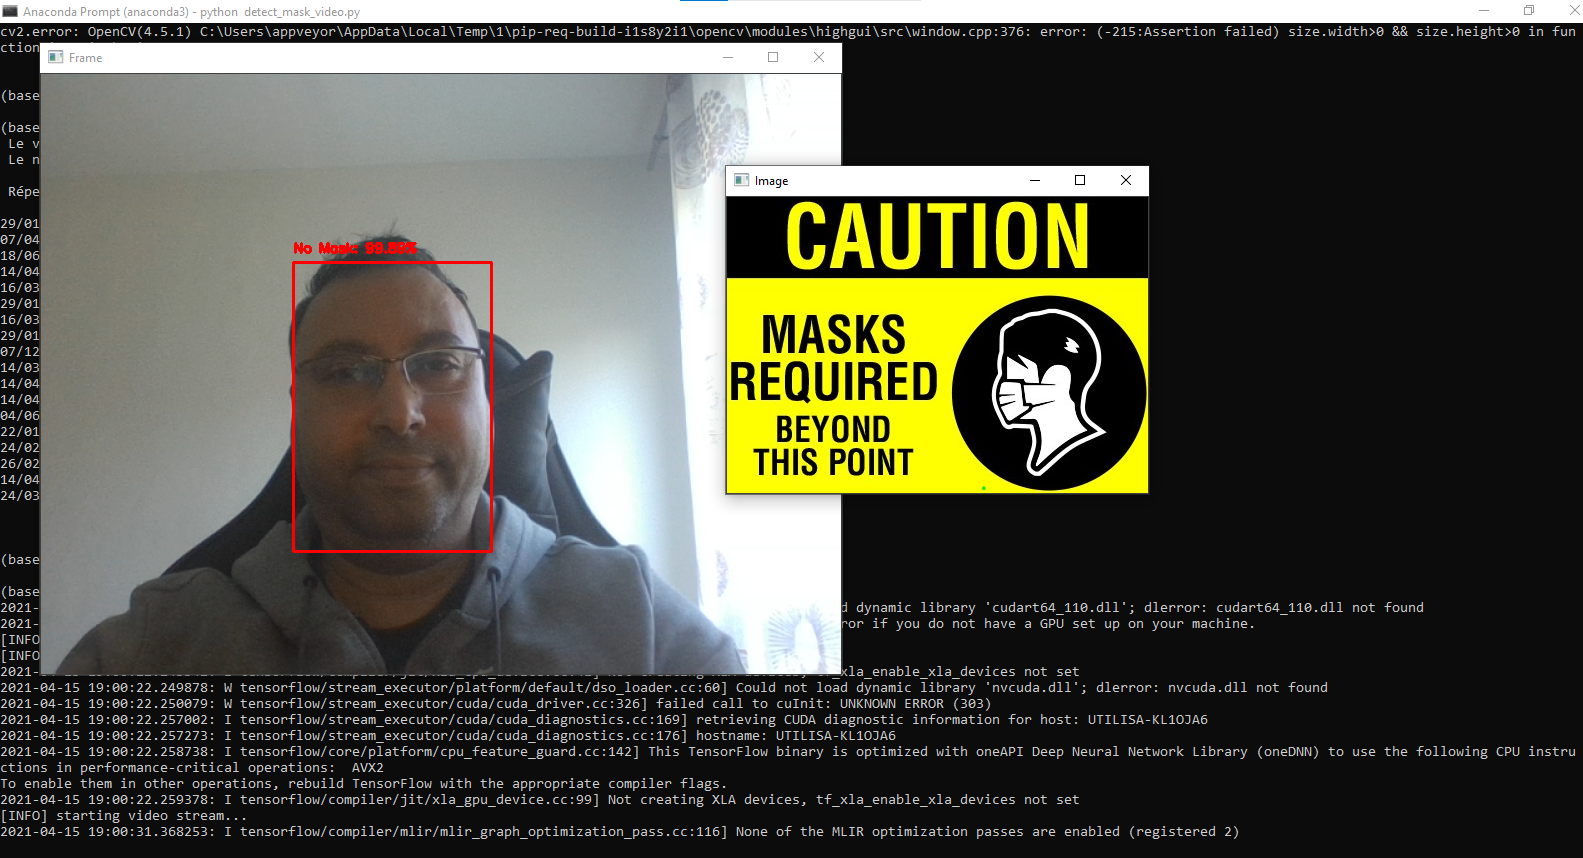 Anaconda Prompt (anaconda3) - python  detect_mask_video.py
cv2.error: OpenCV(4.5.1) C:\Users\appveyor\AppData\Local\Temp\1\pip-req-build-i1s8y2i1\opencv\modules\highgui\src\window.cpp:376: error: (-215:Assertion failed) size.width>0 && size.height>0 in fun
ction
Frame
(base
(base
Le v
Le n
Répe
29/01
07/04
18/06
14/04
16/03
29/01
16/03
29/01
07/12
14/03
14/04
14/04
04/06
22/01
24/02
26/02
14/04
24/03
No Mask: 99.89%
Image
CAUTION
MASKS
REQUIRED
BEYOND
THIS POINT
(base
(base
2021- d dynamic library 'cudart64_110.dll'; dlerror: cudart64_110.dll not found
2021- ror if you do not have a GPU set up on your machine.
[INFO
[INFO
2021- _xla_enable_xla_devices not set
2021-04-15 19:00:22.249878: W tensorflow/stream_executor/platform/default/dso_loader.cc:60] Could not load dynamic library 'nvcuda.dll'; dlerror: nvcuda.dll not found
2021-04-15 19:00:22.250079: W tensorflow/stream_executor/cuda/cuda_driver.cc:326] failed call to cuInit: UNKNOWN ERROR (303)
2021-04-15 19:00:22.257002: I tensorflow/stream_executor/cuda/cuda_diagnostics.cc:169] retrieving CUDA diagnostic information for host: UTILISA-KL1OJA6
2021-04-15 19:00:22.257273: I tensorflow/stream_executor/cuda/cuda_diagnostics.cc:176] hostname: UTILISA-KL1OJA6
2021-04-15 19:00:22.258738: I tensorflow/core/platform/cpu_feature_guard.cc:142] This TensorFlow binary is optimized with oneAPI Deep Neural Network Library (oneDNN) to use the following CPU instru
ctions in performance-critical operations:  AVX2
To enable them in other operations, rebuild TensorFlow with the appropriate compiler flags.
2021-04-15 19:00:22.259378: I tensorflow/compiler/jit/xla_gpu_device.cc:99] Not creating XLA devices, tf_xla_enable_xla_devices not set
[INFO] starting video stream...
2021-04-15 19:00:31.368253: I tensorflow/compiler/mlir/mlir_graph_optimization_pass.cc:116] None of the MLIR optimization passes are enabled (registered 2)